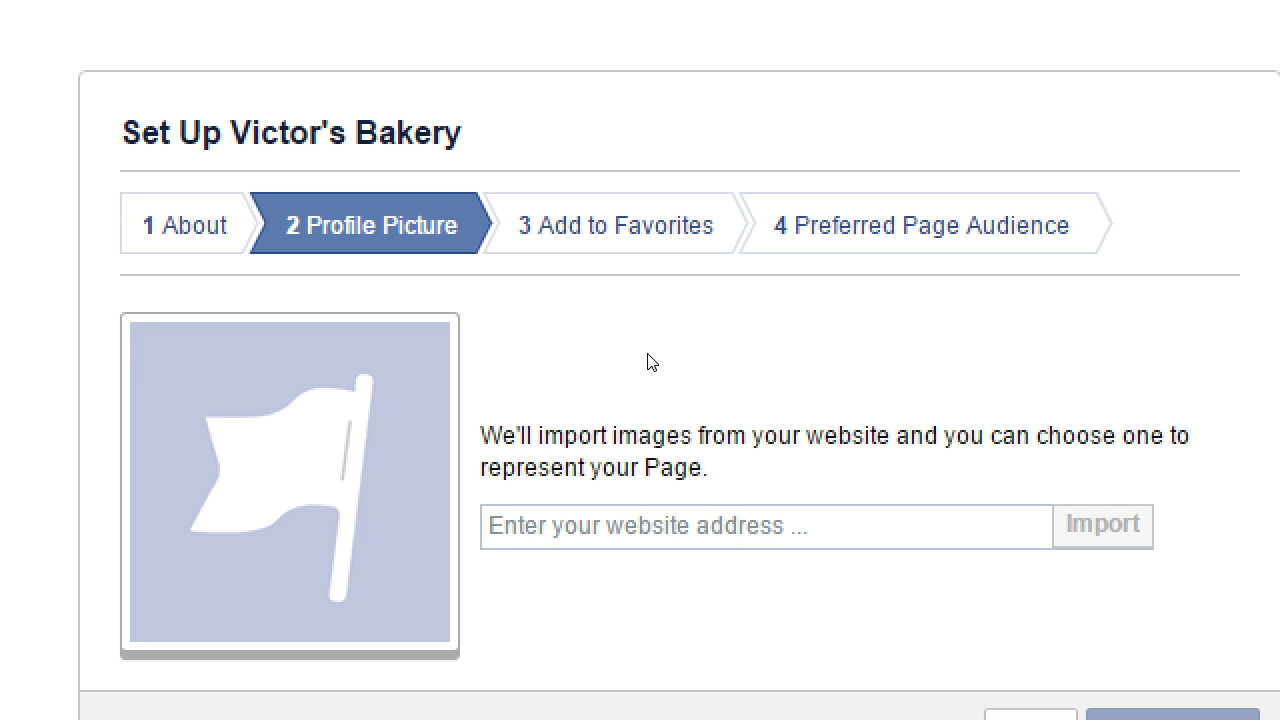 Set Up Victor's Bakery
1 About
2 Profile Picture
3 Add to Favorites
4 Preferred Page Audience
We'll import images from your website and you can choose one to
represent your Page.
Enter your website address ...
Import